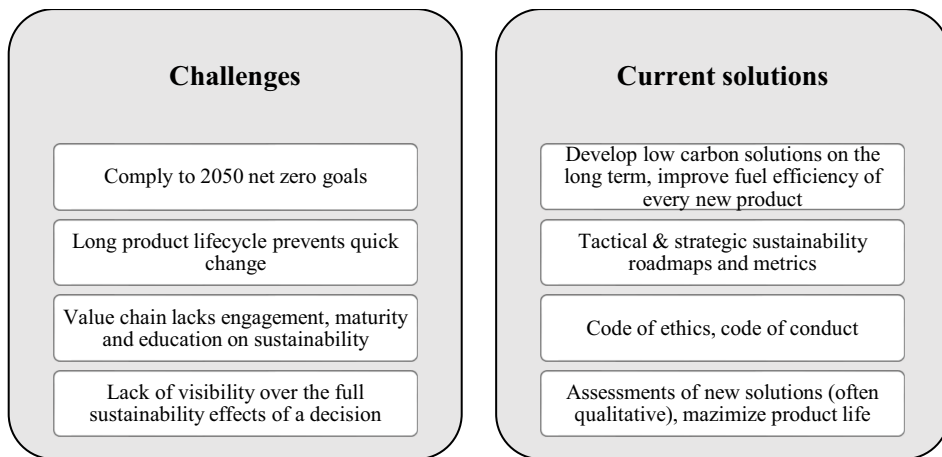 Challenges
Comply to 2050 net zero goals
Long product lifecycle prevents quick
change
Value chain lacks engagement, maturity
and education on sustainability
Lack of visibility over the full
sustainability effects of a decision
Current solutions
Develop low carbon solutions on the
long term, improve fuel efficiency of
every new product
Tactical & strategic sustainability
roadmaps and metrics
Code of ethics, code of conduct
Assessments of new solutions (often
qualitative), mazimize product life